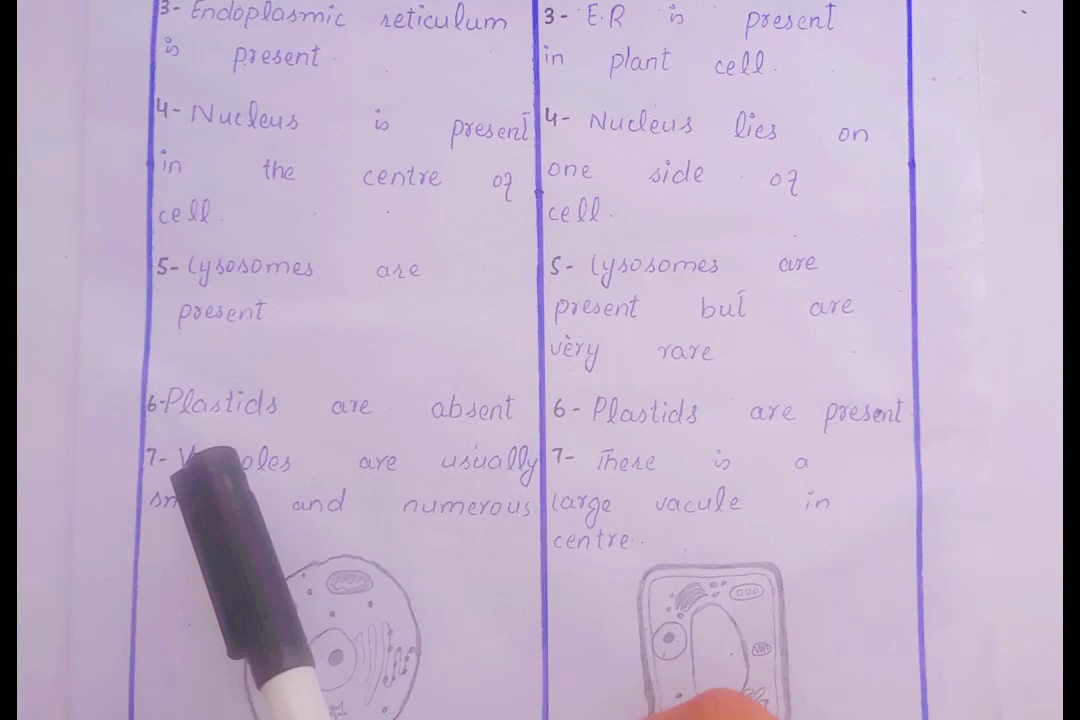 3- Endoplasmic reticulum
is present.
4- Nucleus is present
in the centre of
cell.
5- Lysosomes are
present
6- Plastids are absent
7- are usually
and numerous
3- E.R is present
in plant cell.
4- Nucleus lies on
one side of
cell.
5- Lysosomes are
present but are
very rare
6- Plastids are present
7- There is a
large vacule in
centre.